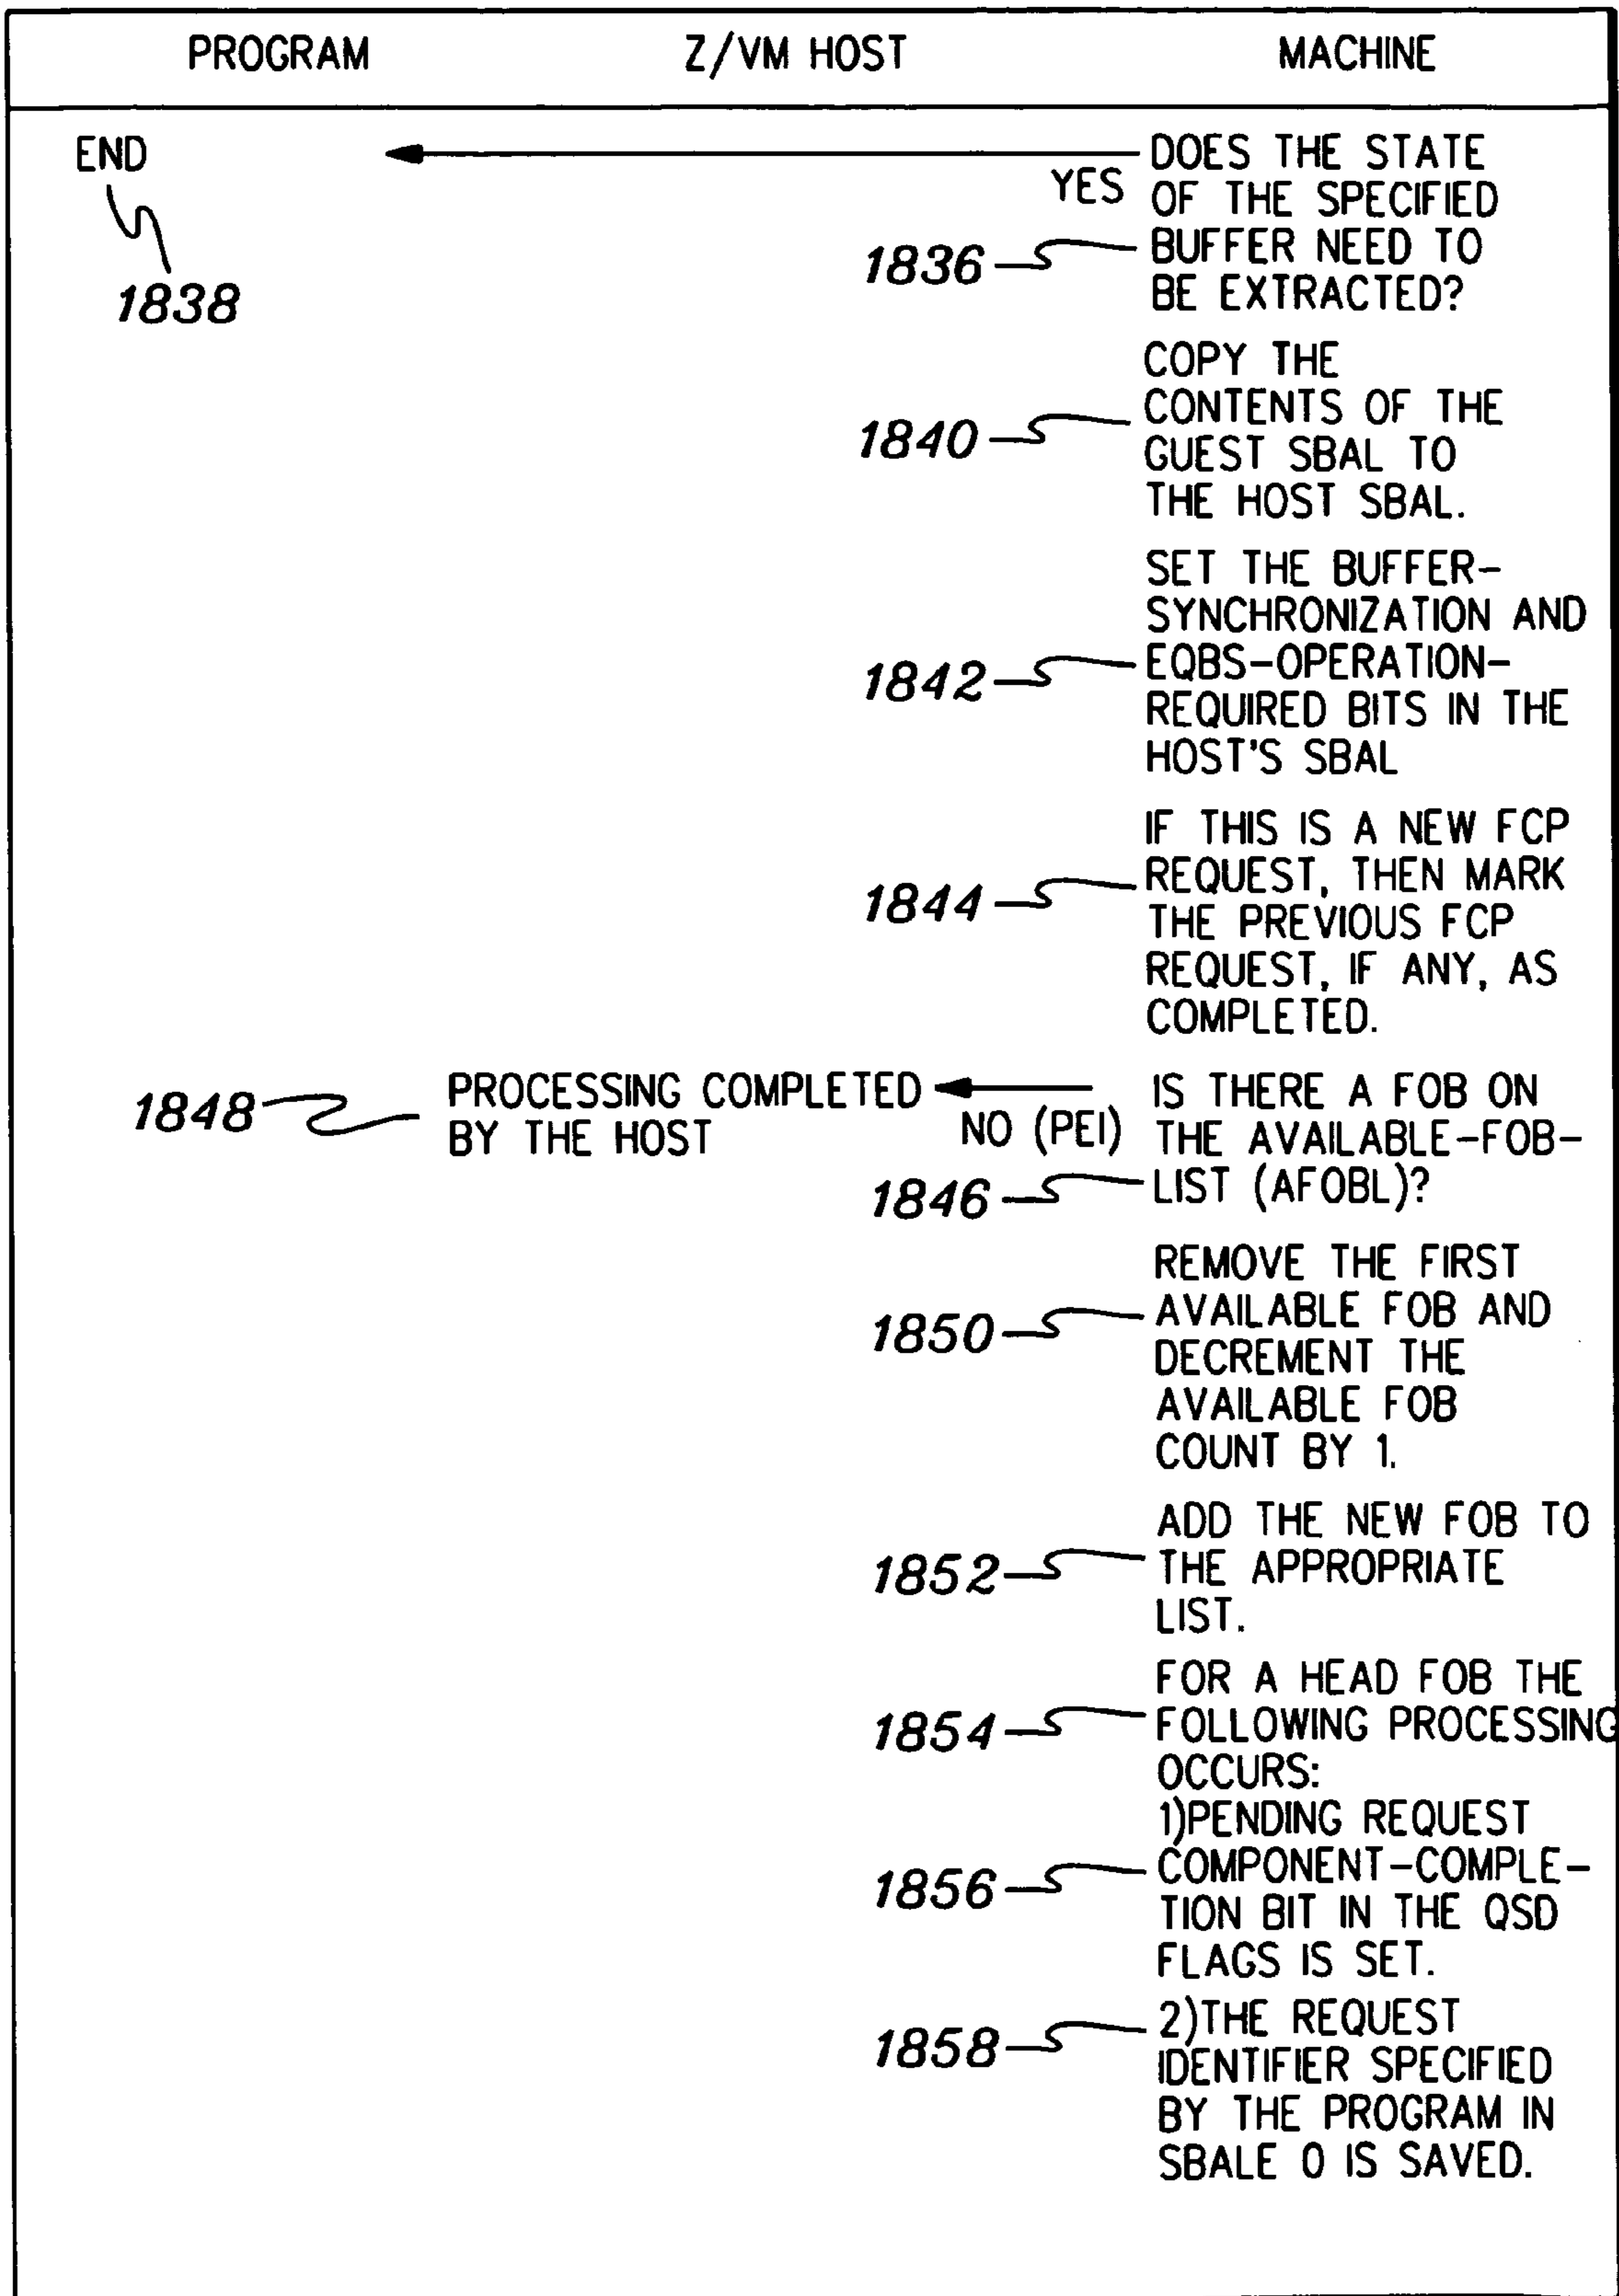 PROGRAM Z/VM HOST MACHINE
END
1838
YES
DOES THE STATE
OF THE SPECIFIED
BUFFER NEED TO
BE EXTRACTED?
1836
COPY THE
CONTENTS OF THE
GUEST SBAL TO
THE HOST SBAL.
1840
SET THE BUFFER-
SYNCHRONIZATION AND
EQBS-OPERATION-
REQUIRED BITS IN THE
HOST'S SBAL
1842
IF THIS IS A NEW FCP
REQUEST, THEN MARK
THE PREVIOUS FCP
REQUEST, IF ANY, AS
COMPLETED.
1844
1848
PROCESSING COMPLETED
BY THE HOST
NO (PEI)
IS THERE A FOB ON
THE AVAILABLE-FOB-
LIST (AFOBL)?
1846
REMOVE THE FIRST
AVAILABLE FOB AND
DECREMENT THE
AVAILABLE FOB
COUNT BY 1.
1850
ADD THE NEW FOB TO
THE APPROPRIATE
LIST.
1852
FOR A HEAD FOB THE
FOLLOWING PROCESSING
OCCURS:
1854
1)PENDING REQUEST
COMPONENT-COMPLE-
TION BIT IN THE QSD
FLAGS IS SET.
1856
2)THE REQUEST
IDENTIFIER SPECIFIED
BY THE PROGRAM IN
SBALE 0 IS SAVED.
1858